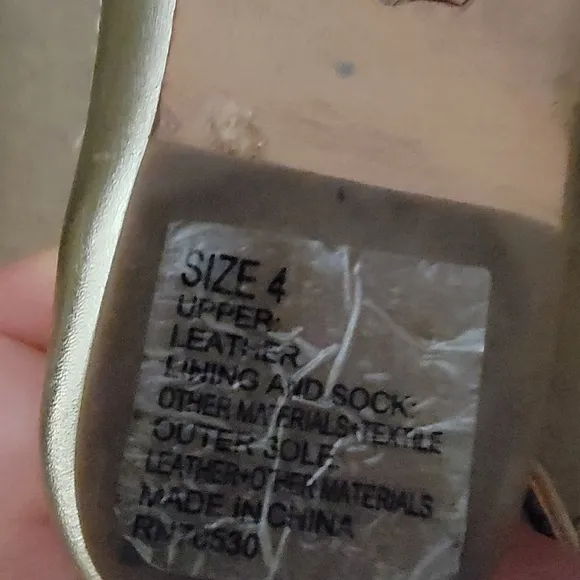 SIZE 4
UPPER:
LEATHER
LINING AND SOCK:
OTHER MATERIALS+TEXTILE
OUTER SOLE:
LEATHER+OTHER MATERIALS
MADE IN CHINA